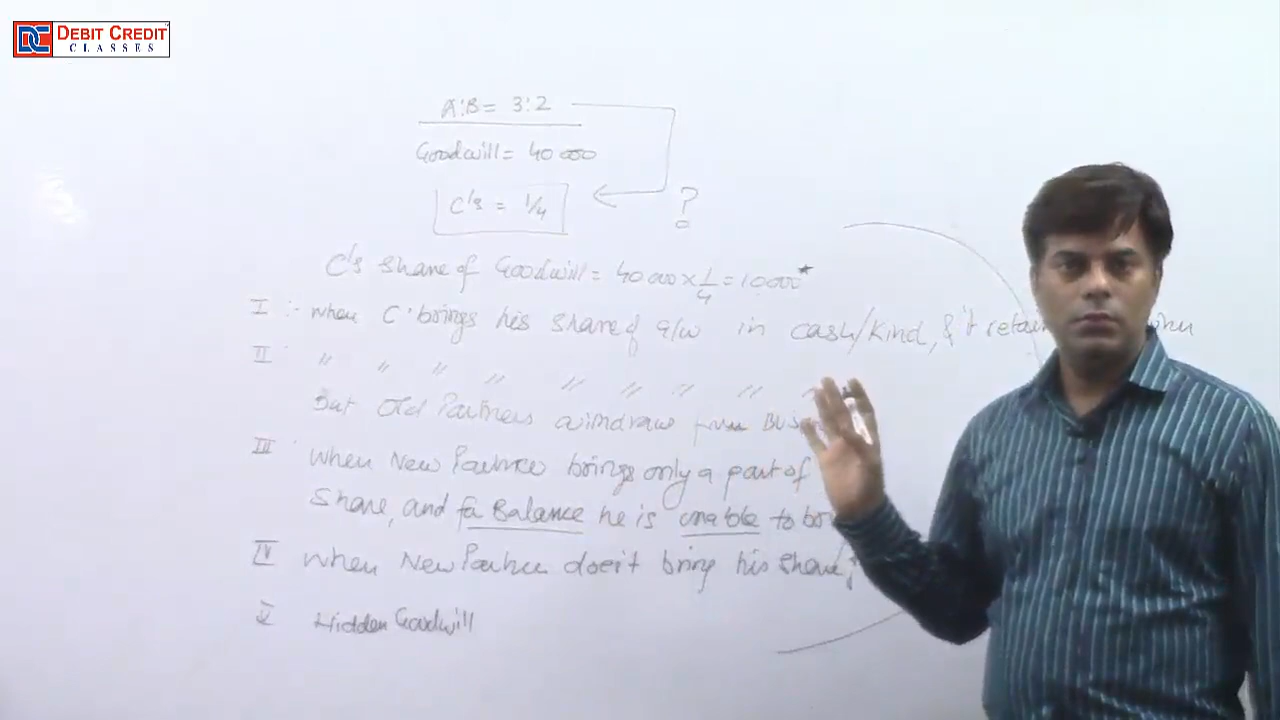 DEBIT CREDIT
CLASSES
A:B = 3:2
Goodwill = 40000
C's = 1/4
?
C's share of Goodwill = 40000 × 1/4 = 10000*
I :- when C brings his share of G/w in cash/Kind, & it
II " " " " " " " "
But Old Partners withdraw from
III when New Partner brings only a part of
Share, and for Balance he is unable to
IV when New Partner doesn't bring his share,
V Hidden Goodwill